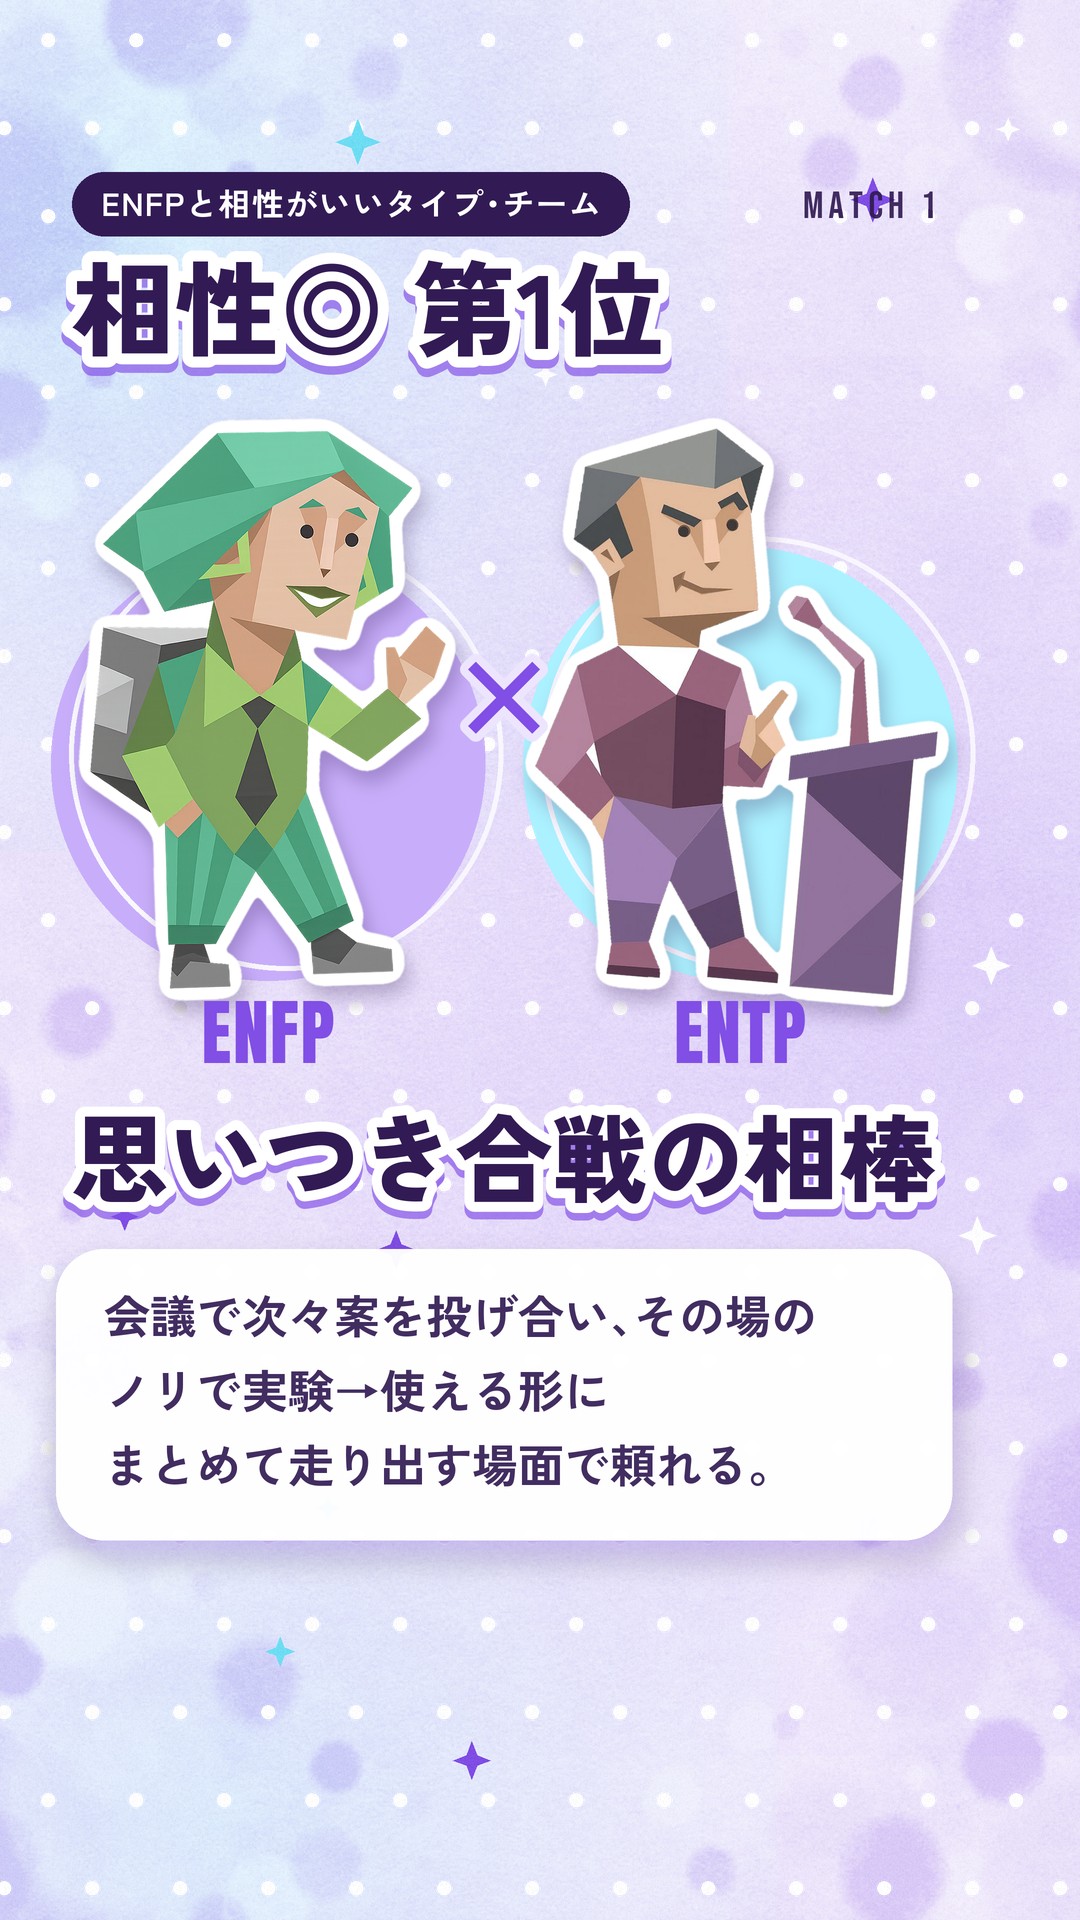 ENFPと相性がいいタイプ・チーム
MATCH 1
相性◎ 第1位
×
ENFP
ENTP
思いつき合戦の相棒
会議で次々案を投げ合い、その場の
ノリで実験→使える形に
まとめて走り出す場面で頼れる。